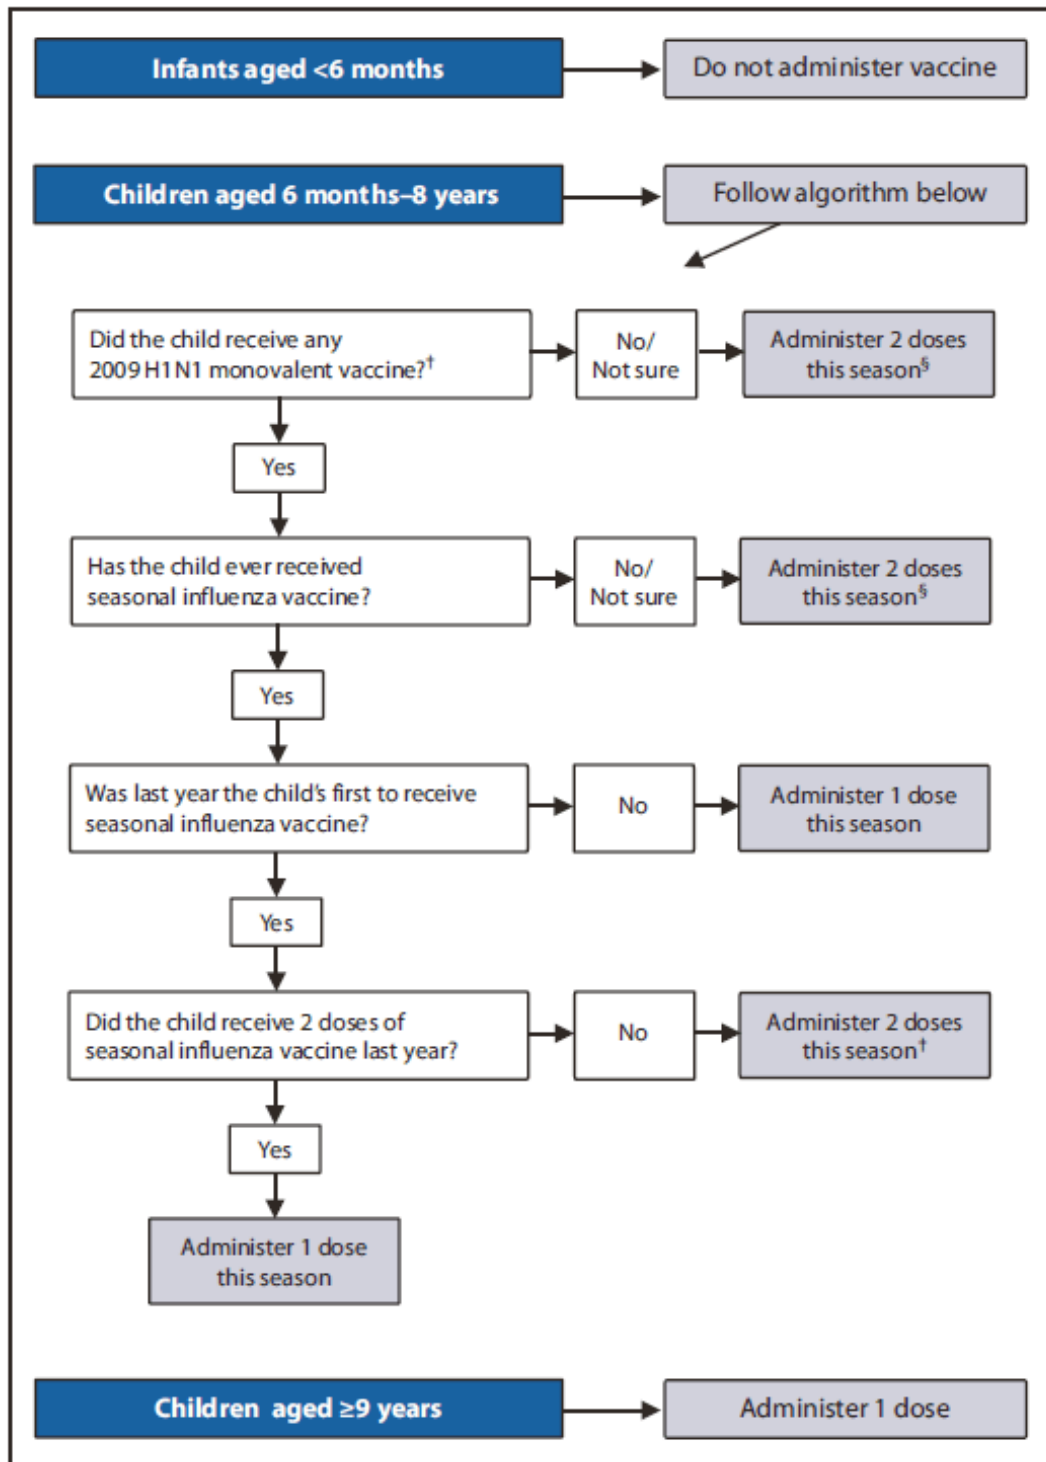 Infants aged <6 months
Do not administer vaccine
Children aged 6 months–8 years
Follow algorithm below
Did the child receive any
2009 H1N1 monovalent vaccine?†
No/
Not sure
Administer 2 doses
this season§
Yes
Has the child ever received
seasonal influenza vaccine?
No/
Not sure
Administer 2 doses
this season§
Yes
Was last year the child's first to receive
seasonal influenza vaccine?
No
Administer 1 dose
this season
Yes
Did the child receive 2 doses of
seasonal influenza vaccine last year?
No
Administer 2 doses
this season†
Yes
Administer 1 dose
this season
Children aged ≥9 years
Administer 1 dose